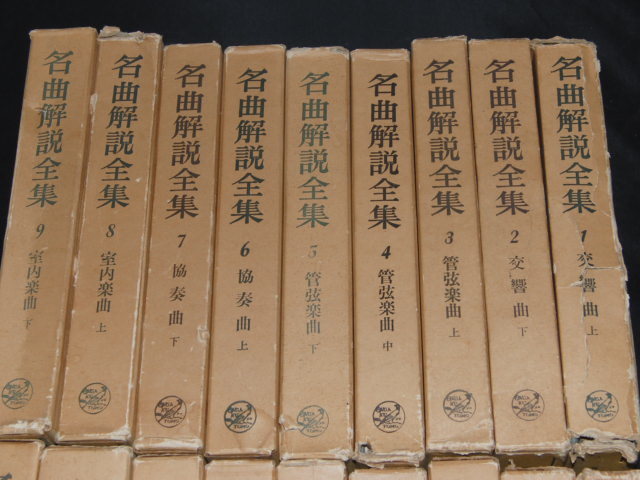 名曲解説全集 9 室内楽曲 下
名曲解説全集 8 室内楽曲 上
名曲解説全集 7 協奏曲 下
名曲解説全集 6 協奏曲 上
名曲解説全集 5 管弦楽曲 下
名曲解説全集 4 管弦楽曲 中
名曲解説全集 3 管弦楽曲 上
名曲解説全集 2 交響曲 下
名曲解説全集 1 交響曲 上